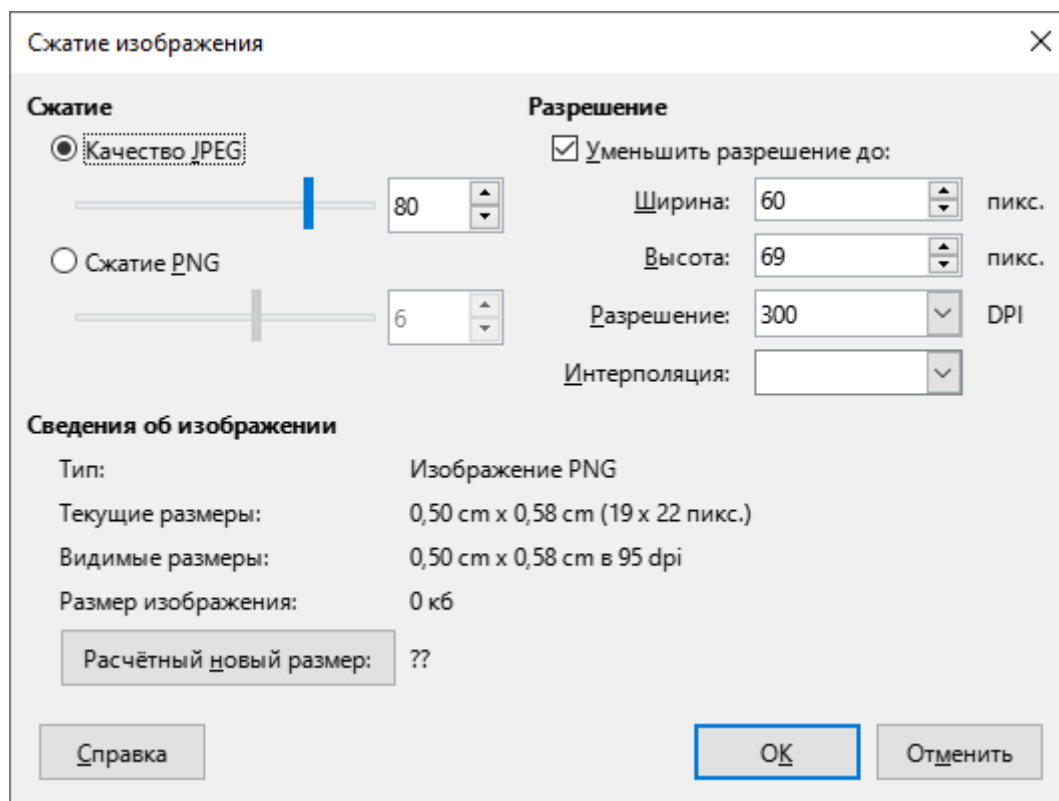 Сжатие изображения
Сжатие
Качество JPEG
80
Сжатие PNG
6
Разрешение
Уменьшить разрешение до:
Ширина: 60 пикс.
Высота: 69 пикс.
Разрешение: 300 DPI
Интерполяция:
Сведения об изображении
Тип: Изображение PNG
Текущие размеры: 0,50 cm x 0,58 cm (19 x 22 пикс.)
Видимые размеры: 0,50 cm x 0,58 cm в 95 dpi
Размер изображения: 0 кб
Расчётный новый размер: ??
Справка OK Отменить